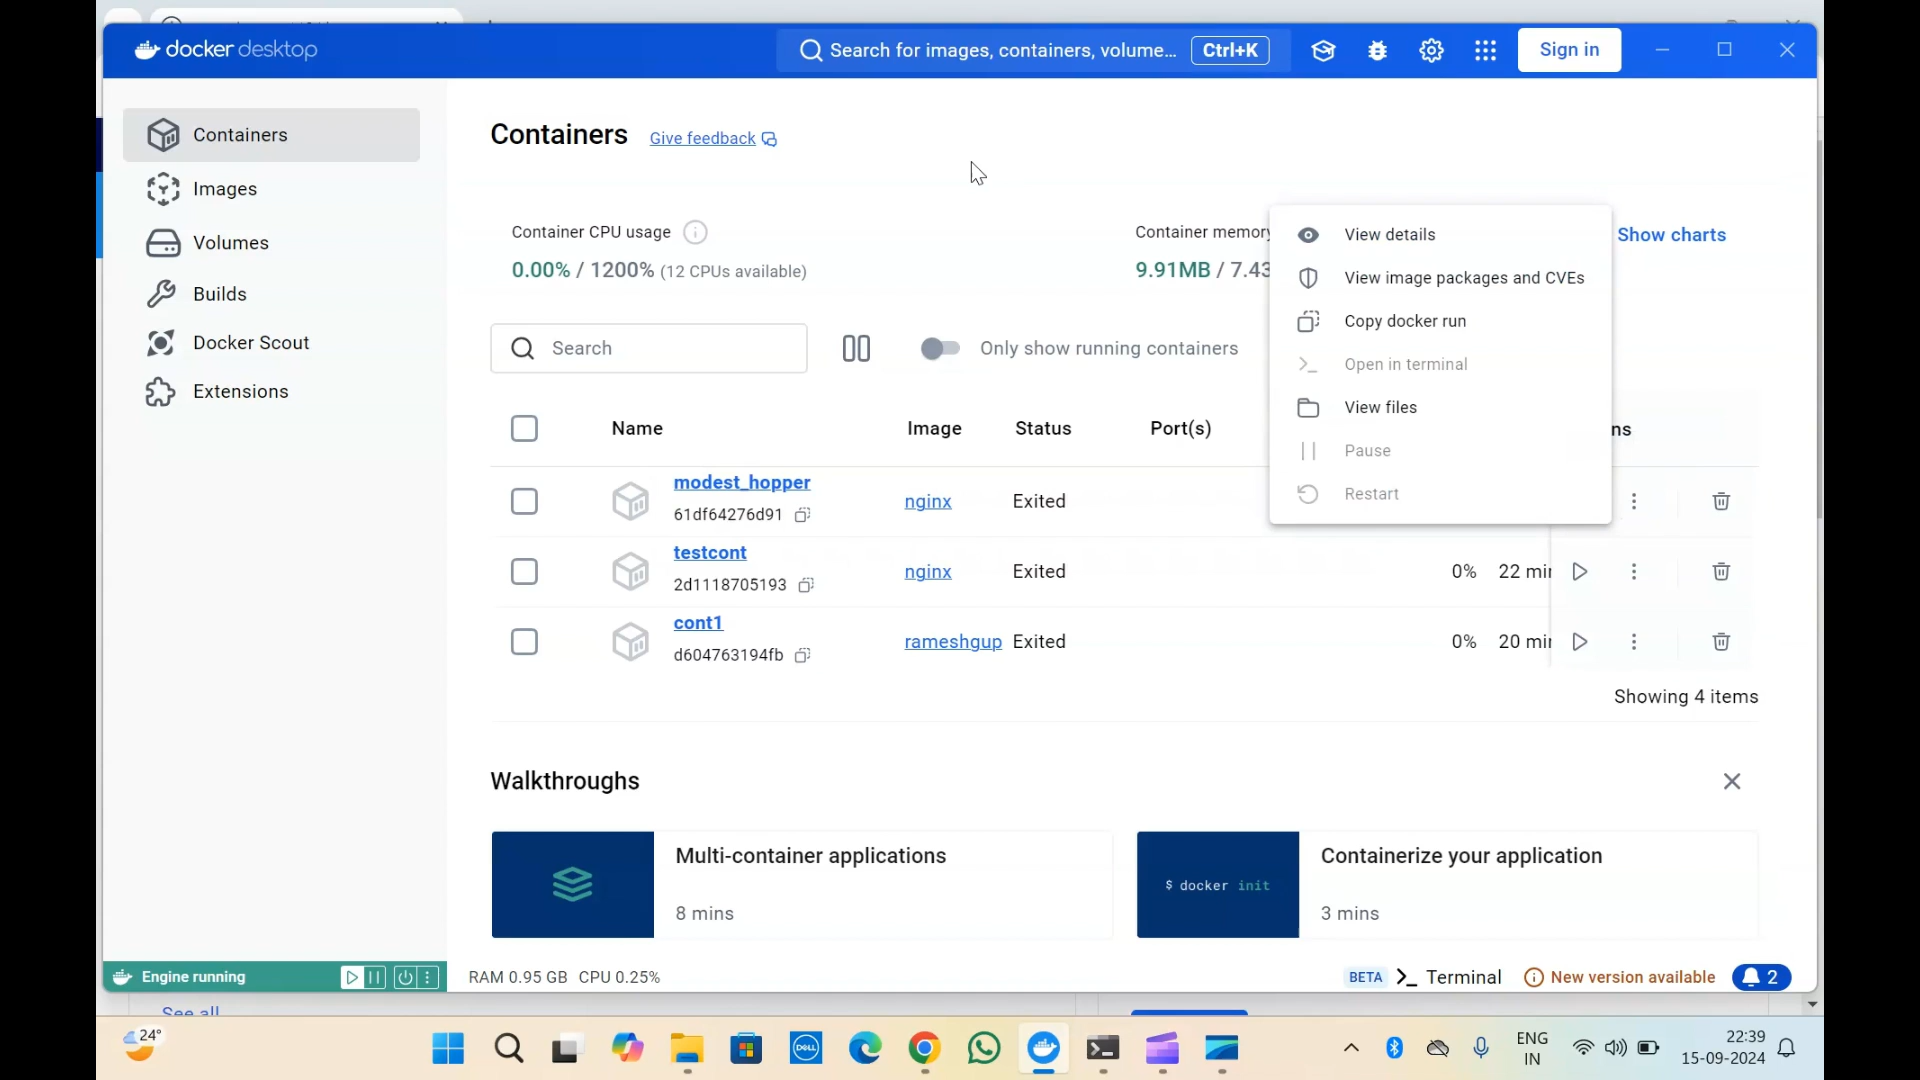 docker desktop
Search for images, containers, volume... Ctrl+K
Sign in
Containers
Images
Volumes
Builds
Docker Scout
Extensions
Containers Give feedback
Container CPU usage
0.00% / 1200% (12 CPUs available)
Container memory
9.91MB / 7.43
Show charts
View details
View image packages and CVEs
Copy docker run
Open in terminal
View files
Pause
Restart
Search
Only show running containers
Name Image Status Port(s) ns
modest_hopper
61df64276d91
nginx Exited
testcont
2d1118705193
nginx Exited 0% 22 min
cont1
d604763194fb
rameshgup Exited 0% 20 min
Showing 4 items
Walkthroughs
Multi-container applications
8 mins
$ docker init
Containerize your application
3 mins
Engine running
RAM 0.95 GB CPU 0.25%
BETA >_ Terminal
New version available
2
See all
24°
DELL
ENG
IN
22:39
15-09-2024